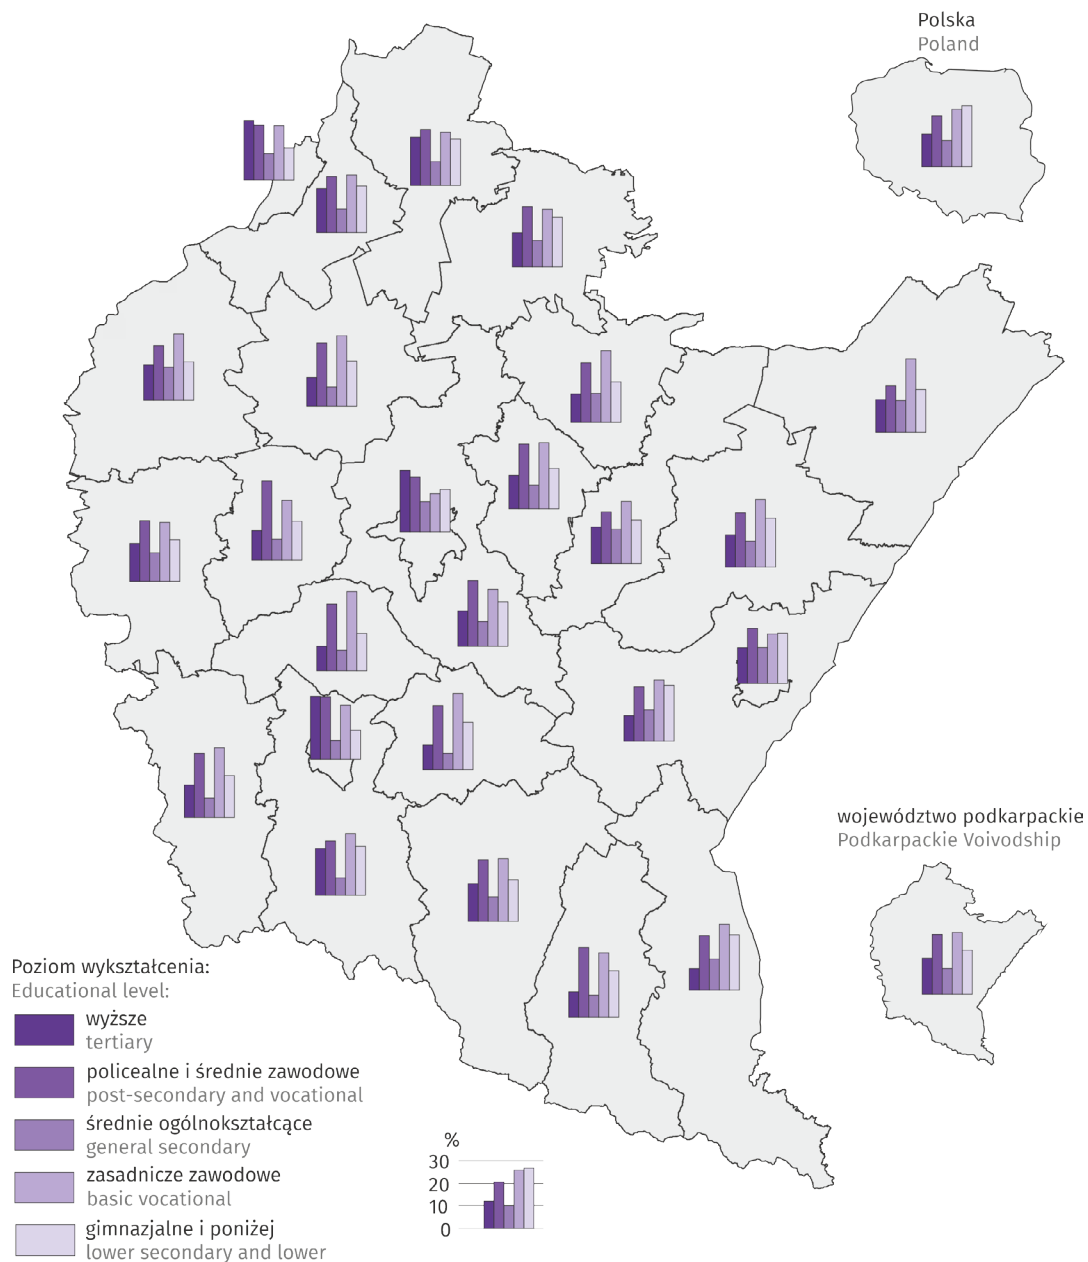 Polska
Poland
województwo podkarpackie
Podkarpackie Voivodship
Poziom wykształcenia:
Educational level:
wyższe
tertiary
policealne i średnie zawodowe
post-secondary and vocational
średnie ogólnokształcące
general secondary
zasadnicze zawodowe
basic vocational
gimnazjalne i poniżej
lower secondary and lower
%
30
20
10
0